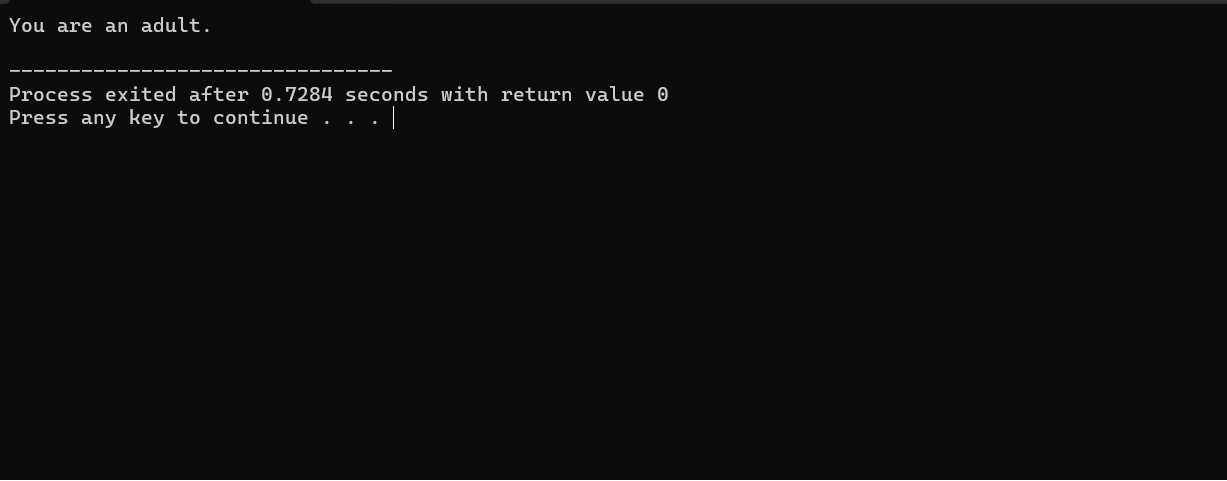 You are an adult.
--------------------------------
Process exited after 0.7284 seconds with return value 0
Press any key to continue . . .